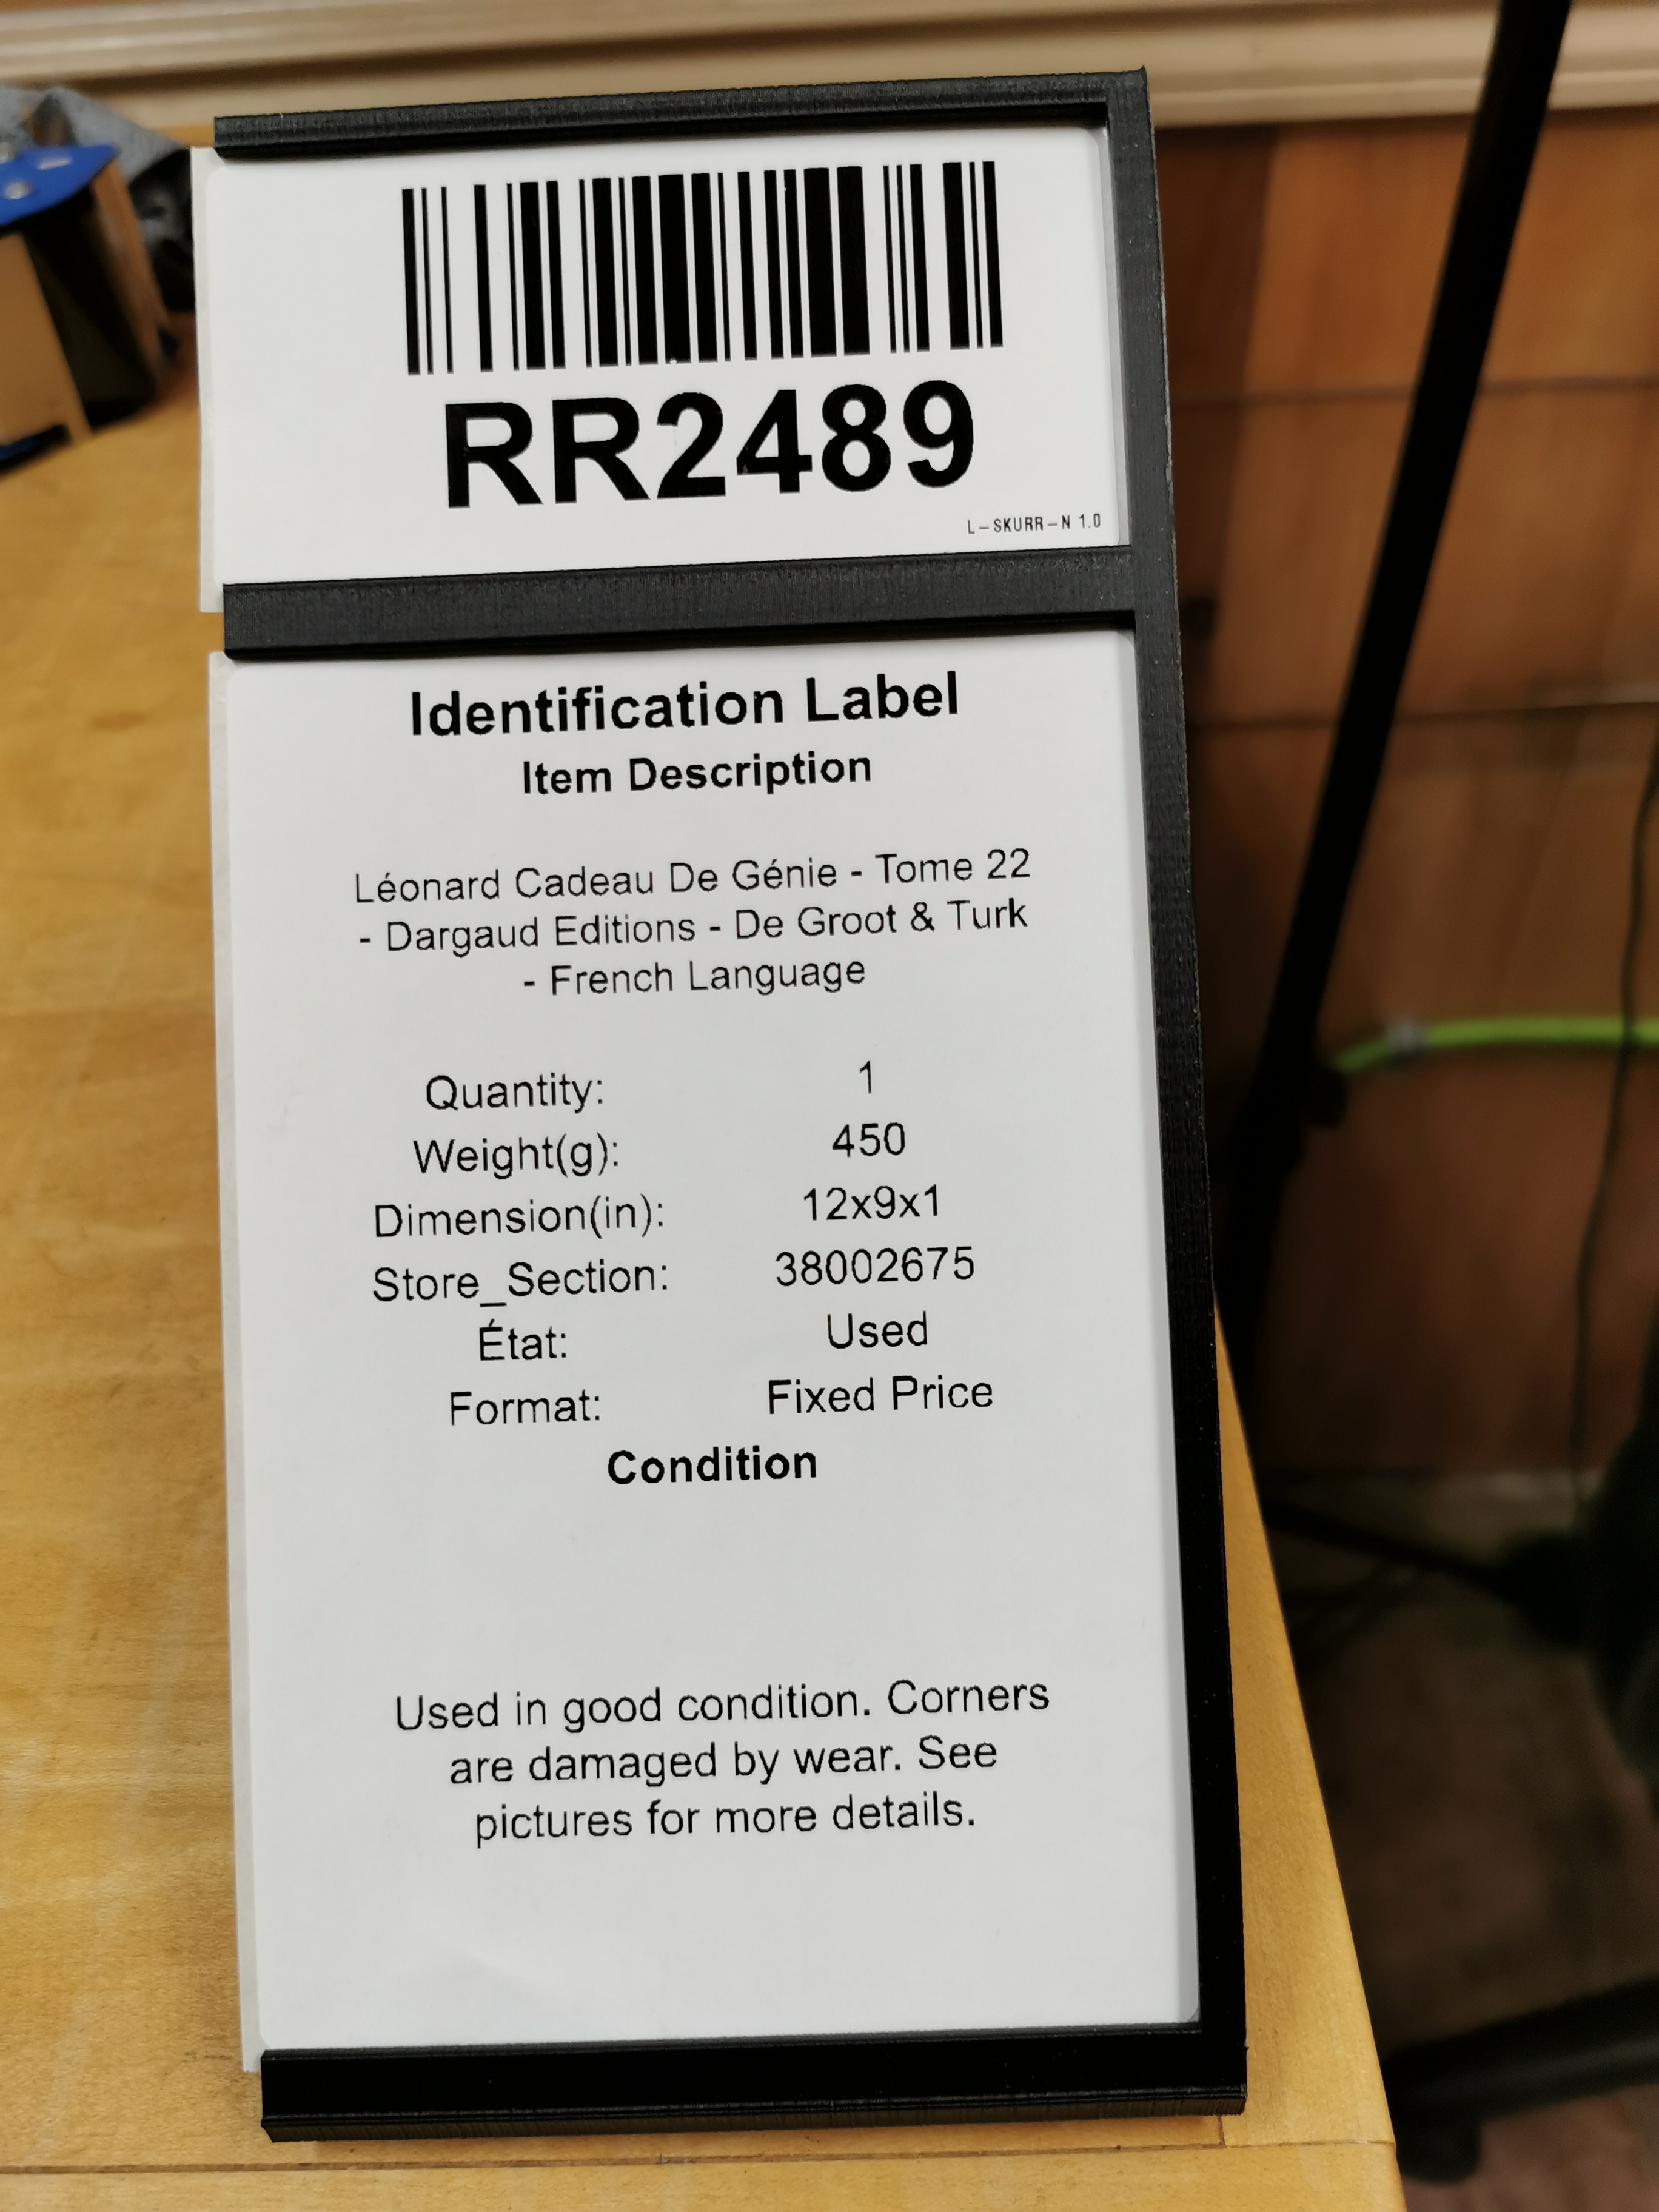 RR2489
L-SKURR-N 1.0
Identification Label
Item Description
Léonard Cadeau De Génie - Tome 22
- Dargaud Editions - De Groot & Turk
- French Language
Quantity: 1
Weight(g): 450
Dimension(in): 12x9x1
Store_Section: 38002675
État: Used
Format: Fixed Price
Condition
Used in good condition. Corners
are damaged by wear. See
pictures for more details.